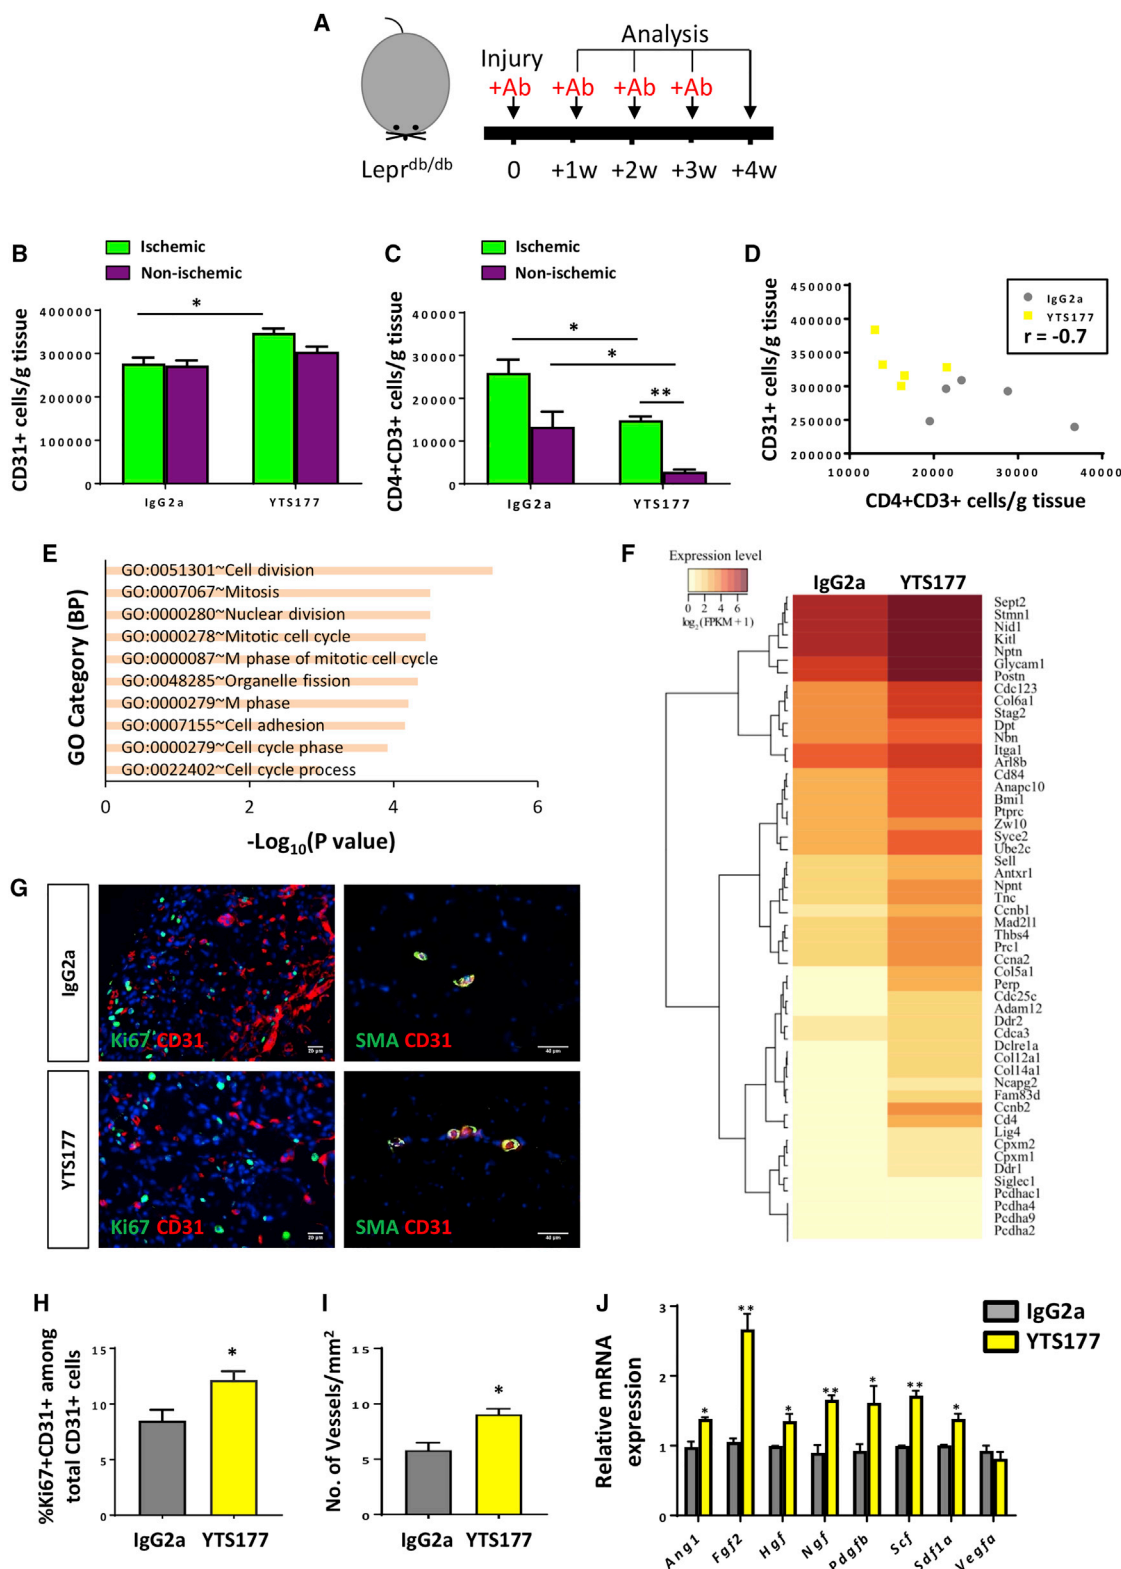 A
Analysis
Injury
+Ab +Ab +Ab +Ab
Lepr^db/db
0 +1w +2w +3w +4w
B
Ischemic
Non-ischemic
CD31+ cells/g tissue
400000
300000
200000
100000
0
*
IgG2a YTS177
C
Ischemic
Non-ischemic
CD4+CD3+ cells/g tissue
40000
30000
20000
10000
0
*
*
**
IgG2a YTS177
D
CD31+ cells/g tissue
450000
400000
350000
300000
250000
200000
IgG2a
YTS177
r = -0.7
10000 20000 30000 40000
CD4+CD3+ cells/g tissue
E
GO Category (BP)
GO:0051301~Cell division
GO:0007067~Mitosis
GO:0000280~Nuclear division
GO:0000278~Mitotic cell cycle
GO:0000087~M phase of mitotic cell cycle
GO:0048285~Organelle fission
GO:0000279~M phase
GO:0007155~Cell adhesion
GO:0000279~Cell cycle phase
GO:0022402~Cell cycle process
0 2 4 6
-Log10(P value)
F
Expression level
0 2 4 6
log2(FPKM+1)
IgG2a YTS177
Sept2
Stmn1
Nid1
Kitl
Nptn
Glycam1
Postn
Cdc123
Col6a1
Stag2
Dpt
Nbn
Itga1
Arl8b
Cd84
Anapc10
Bmi1
Ptprc
Zw10
Syce2
Ube2c
Sell
Antxr1
Npnt
Tnc
Ccnb1
Mad2l1
Thbs4
Prc1
Ccna2
Col5a1
Perp
Cdc25c
Adam12
Ddr2
Cdca3
Dclre1a
Col12a1
Col14a1
Ncapg2
Fam83d
Ccnb2
Cd4
Lig4
Cpxm2
Cpxm1
Ddr1
Siglec1
Pcdhac1
Pcdha4
Pcdha9
Pcdha2
G
IgG2a
Ki67 CD31
20 µm
SMA CD31
40 µm
YTS177
Ki67 CD31
20 µm
SMA CD31
40 µm
H
%Ki67+CD31+ among
total CD31+ cells
15
10
5
0
*
IgG2a YTS177
I
No. of Vessels/mm²
15
10
5
0
*
IgG2a YTS177
J
IgG2a
YTS177
Relative mRNA
expression
3
2
1
0
* ** * ** * ** *
Ang1 Fgf2 Hgf Ngf Pdgfb Scf Sdf1a Vegfa